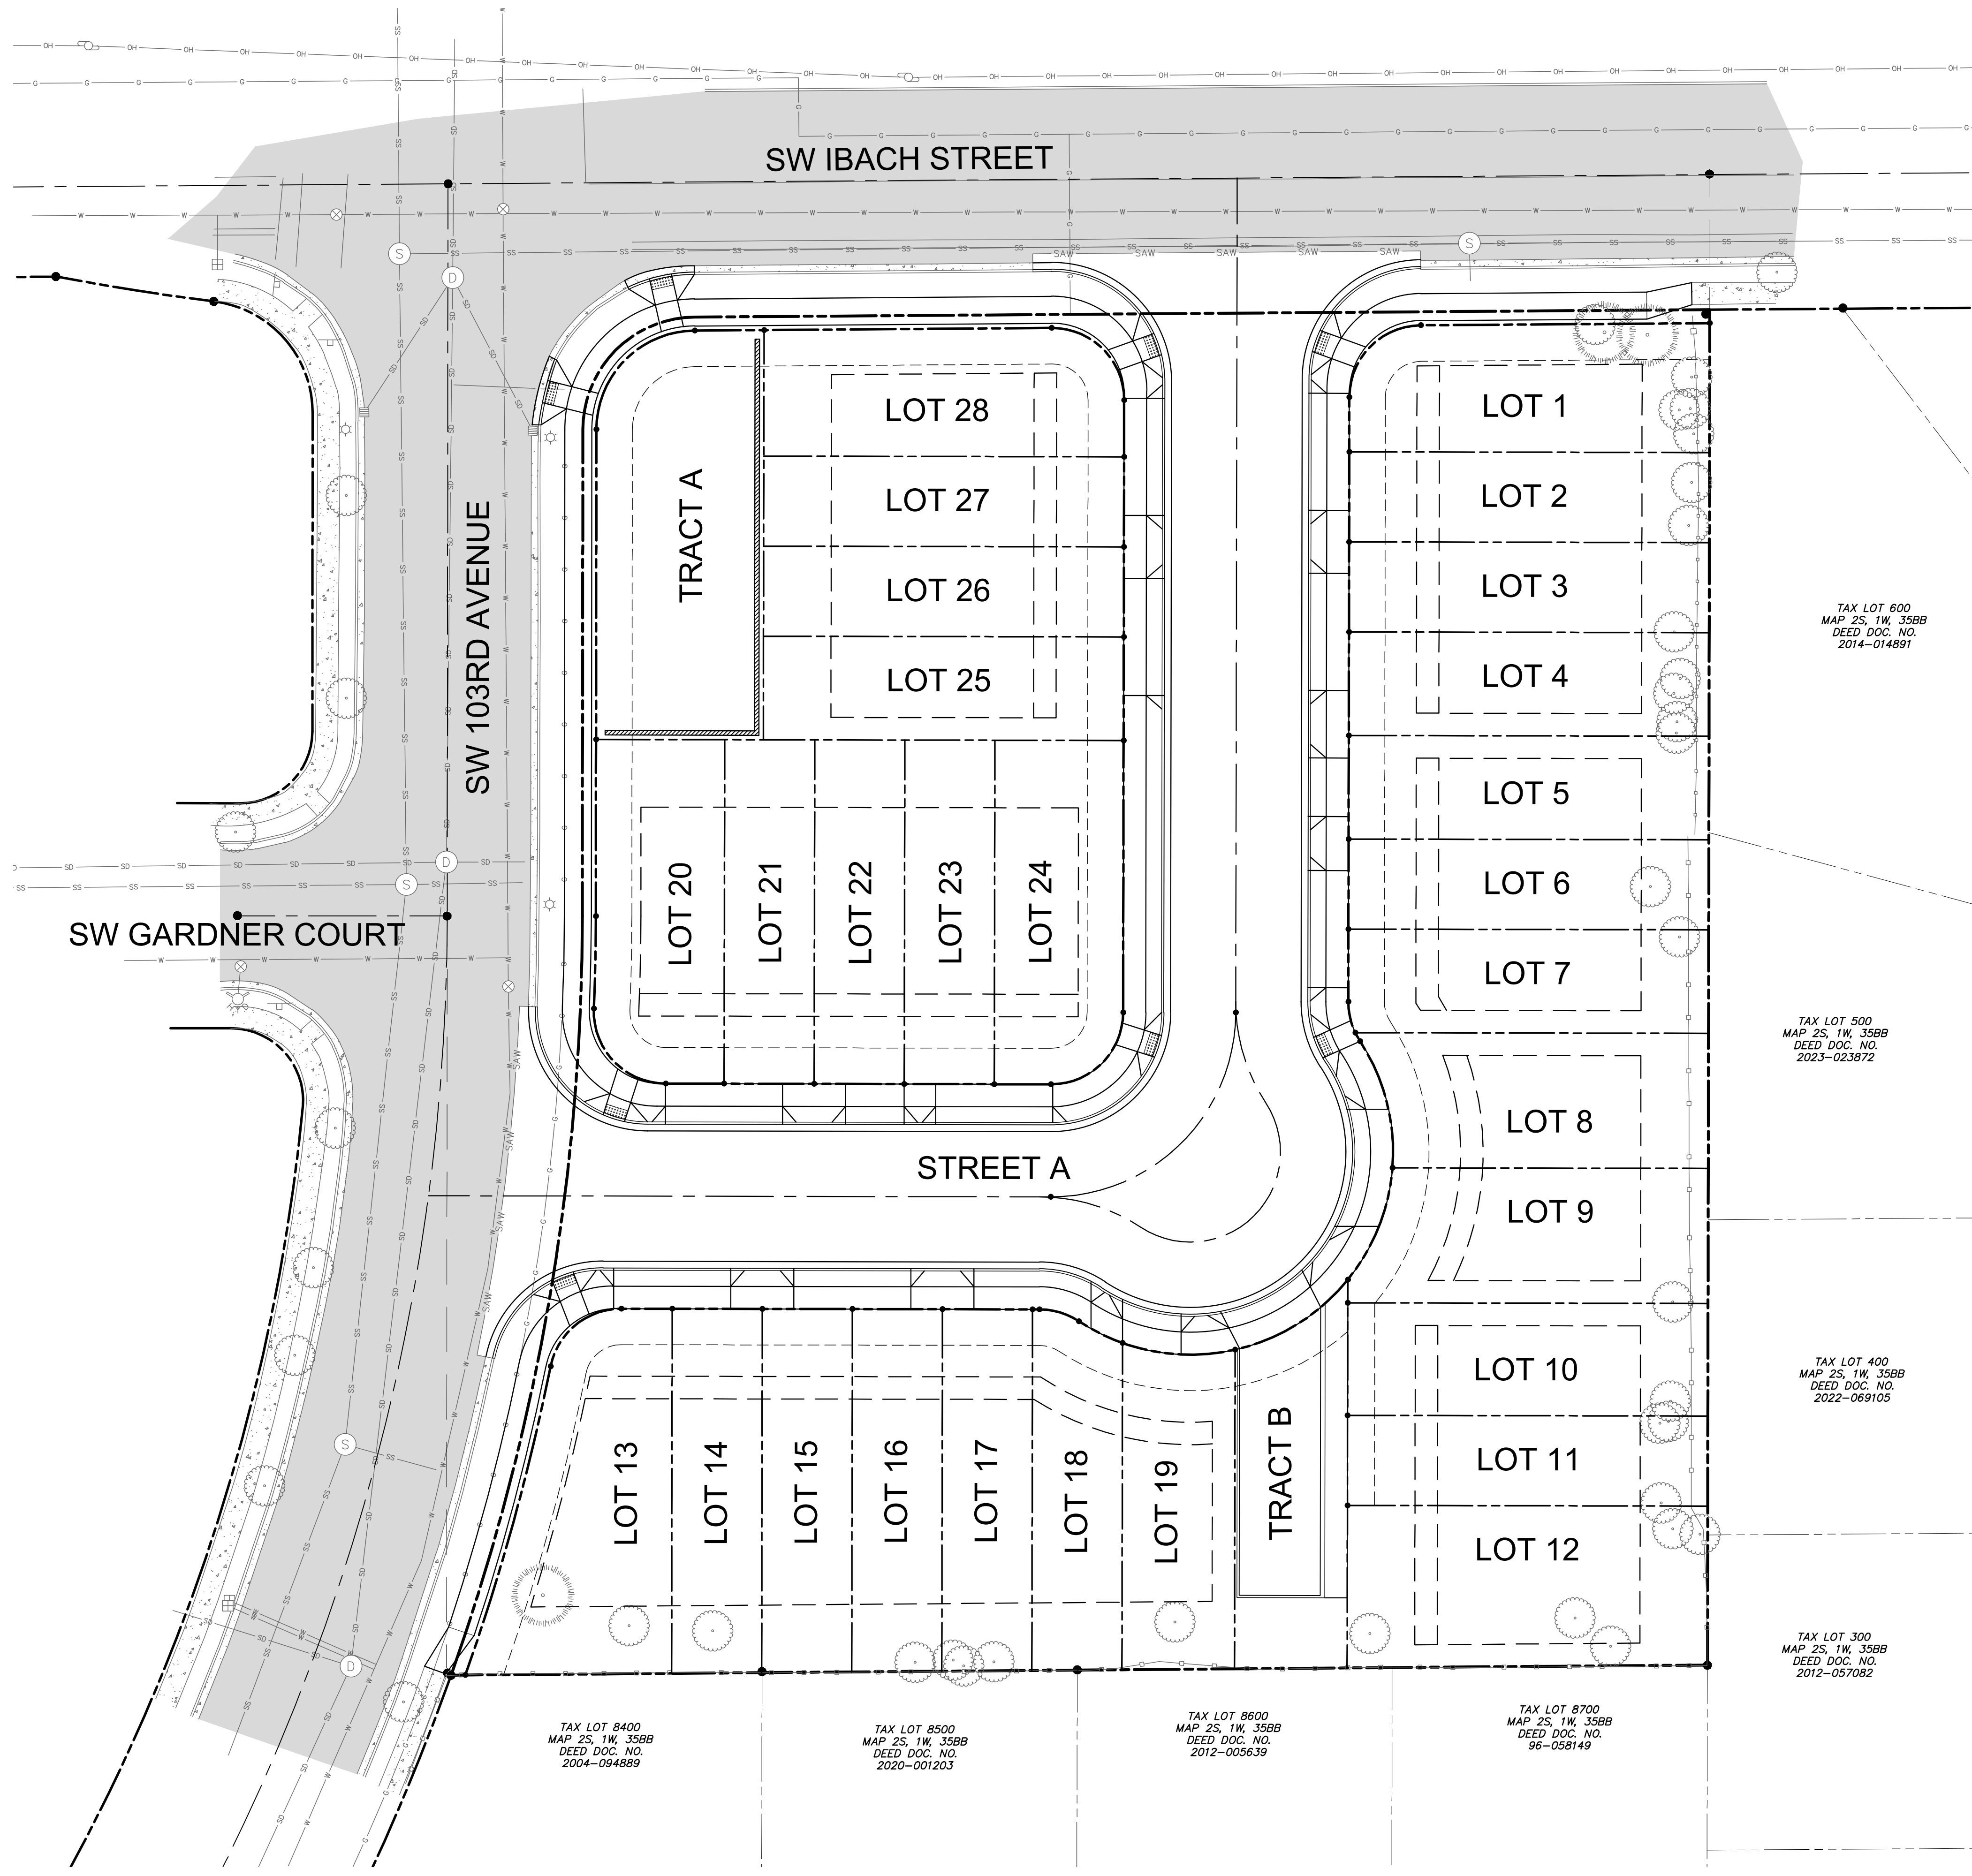 SW IBACH STREET
SW 103RD AVENUE
SW GARDNER COURT
STREET A
TRACT A
LOT 28
LOT 27
LOT 26
LOT 25
LOT 20
LOT 21
LOT 22
LOT 23
LOT 24
LOT 1
LOT 2
LOT 3
LOT 4
LOT 5
LOT 6
LOT 7
LOT 8
LOT 9
LOT 10
LOT 11
LOT 12
LOT 13
LOT 14
LOT 15
LOT 16
LOT 17
LOT 18
LOT 19
TRACT B
TAX LOT 600
MAP 2S, 1W, 35BB
DEED DOC. NO.
2014-014891
TAX LOT 500
MAP 2S, 1W, 35BB
DEED DOC. NO.
2023-023872
TAX LOT 400
MAP 2S, 1W, 35BB
DEED DOC. NO.
2022-069105
TAX LOT 300
MAP 2S, 1W, 35BB
DEED DOC. NO.
2012-057082
TAX LOT 8400
MAP 2S, 1W, 35BB
DEED DOC. NO.
2004-094889
TAX LOT 8500
MAP 2S, 1W, 35BB
DEED DOC. NO.
2020-001203
TAX LOT 8600
MAP 2S, 1W, 35BB
DEED DOC. NO.
2012-005639
TAX LOT 8700
MAP 2S, 1W, 35BB
DEED DOC. NO.
96-058149
OH
G
W
SS
SD
SAW
S
D